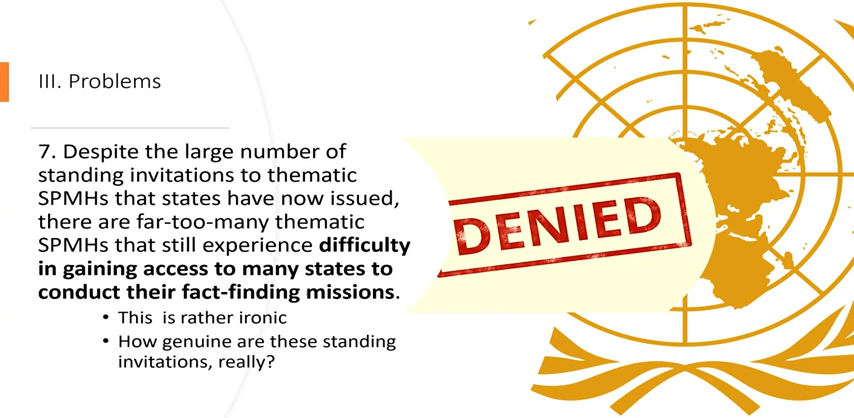 III. Problems
7. Despite the large number of
standing invitations to thematic
SPMHs that states have now issued,
there are far-too-many thematic
SPMHs that still experience difficulty
in gaining access to many states to
conduct their fact-finding missions.
• This is rather ironic
• How genuine are these standing
invitations, really?
DENIED